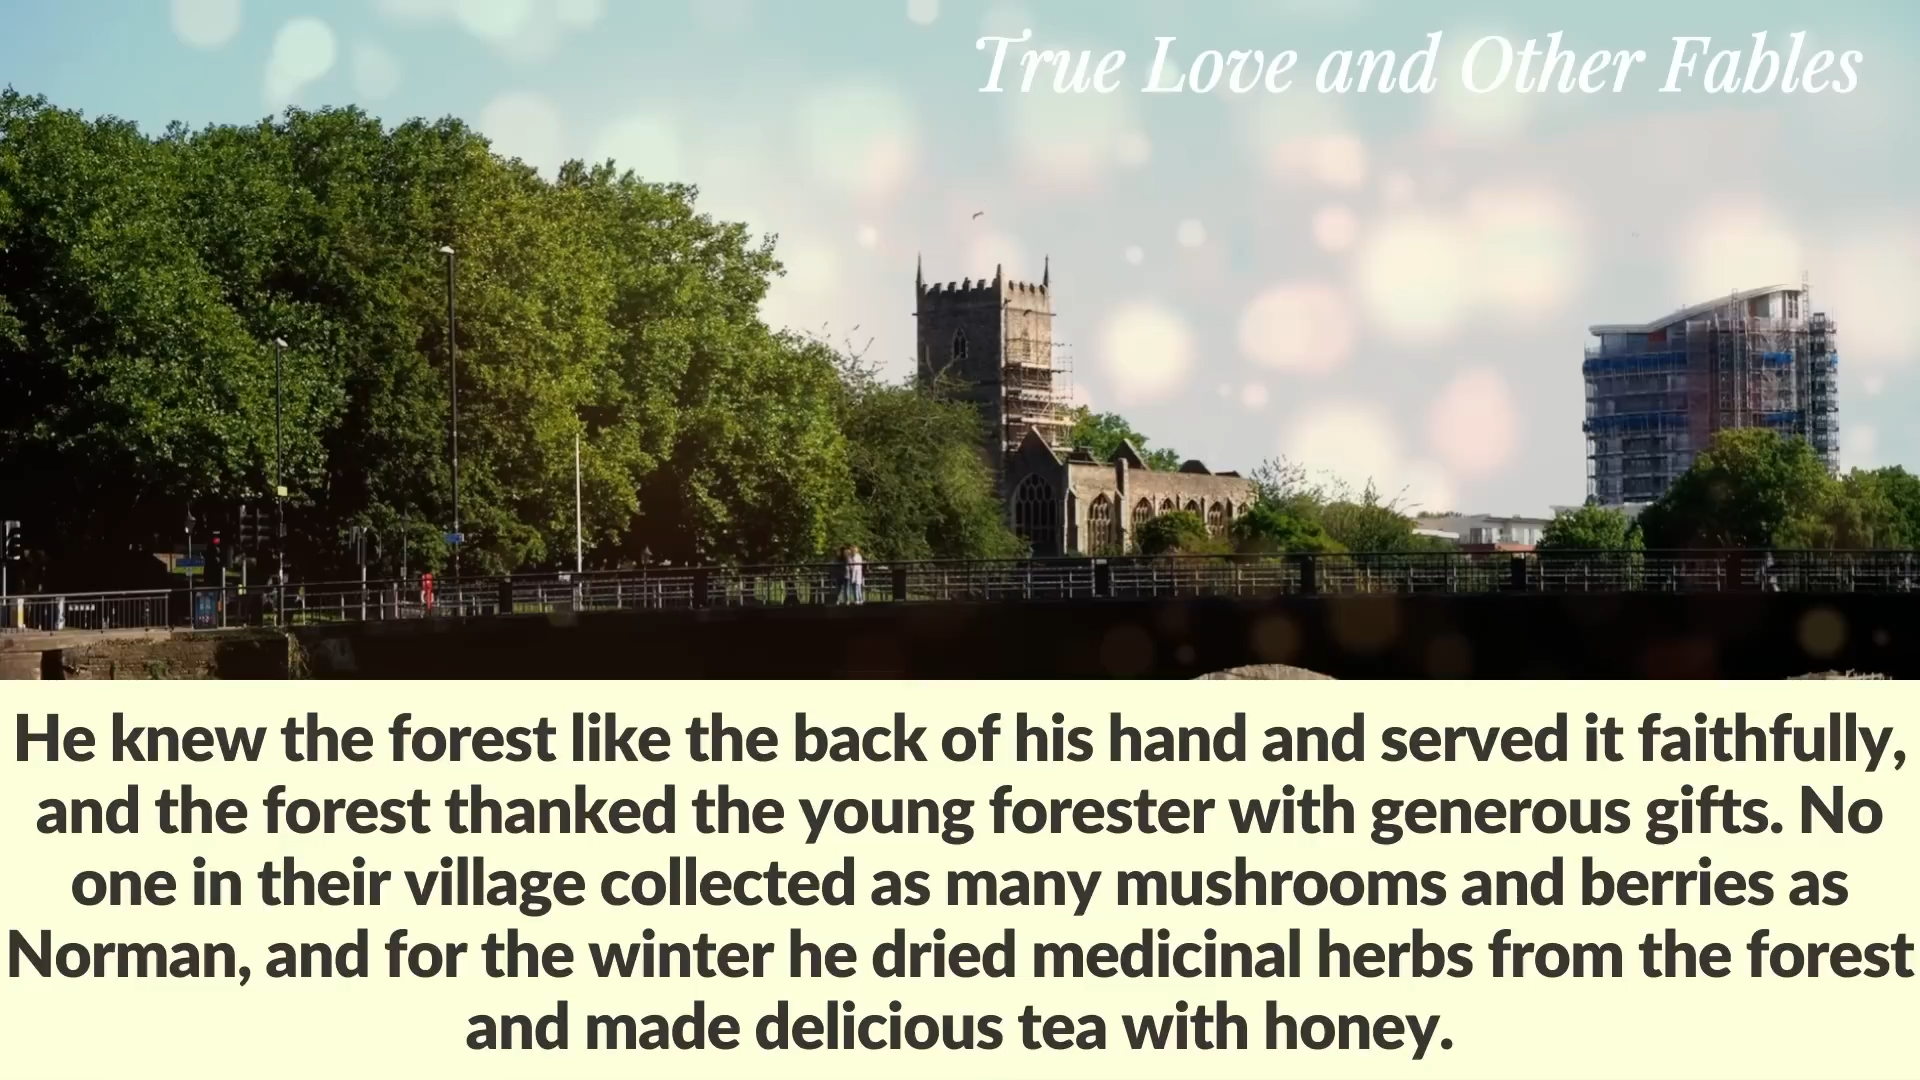 True Love and Other Fables
He knew the forest like the back of his hand and served it faithfully,
and the forest thanked the young forester with generous gifts. No
one in their village collected as many mushrooms and berries as
Norman, and for the winter he dried medicinal herbs from the forest
and made delicious tea with honey.